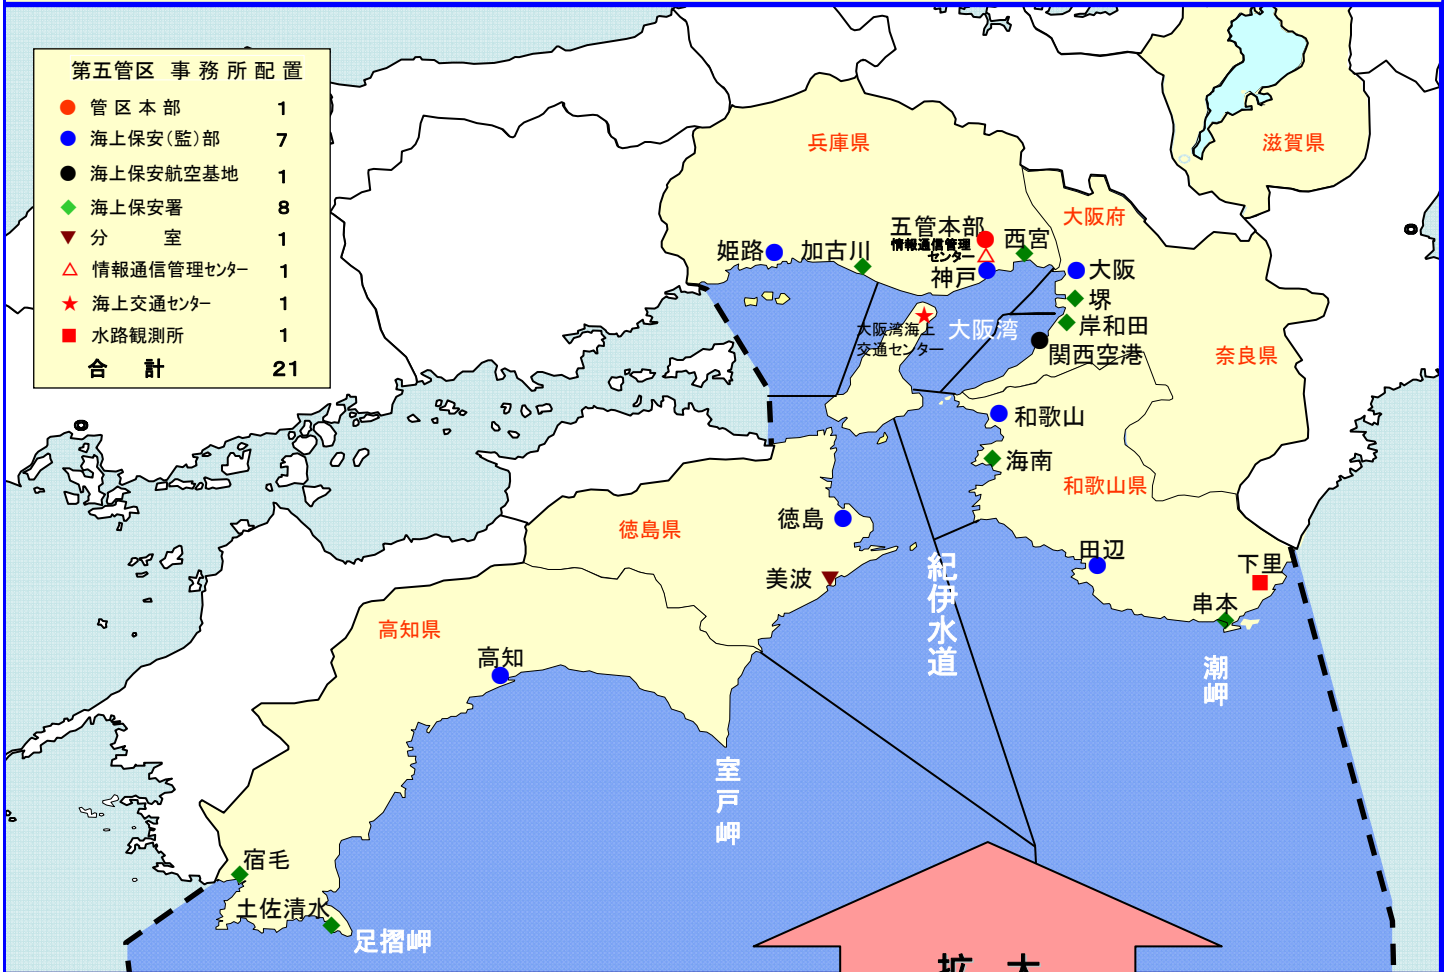 第五管区 事務所配置
管区本部 1
海上保安(監)部 7
海上保安航空基地 1
海上保安署 8
分室 1
情報通信管理センター 1
海上交通センター 1
水路観測所 1
合計 21
兵庫県
滋賀県
大阪府
五管本部
情報通信管理
センター
西宮
姫路
加古川
神戸
大阪
堺
岸和田
大阪湾
大阪湾海上
交通センター
関西空港
奈良県
和歌山
海南
和歌山県
徳島県
徳島
美波
紀伊水道
田辺
下里
串本
潮岬
高知県
高知
室戸岬
宿毛
土佐清水
足摺岬
拡大